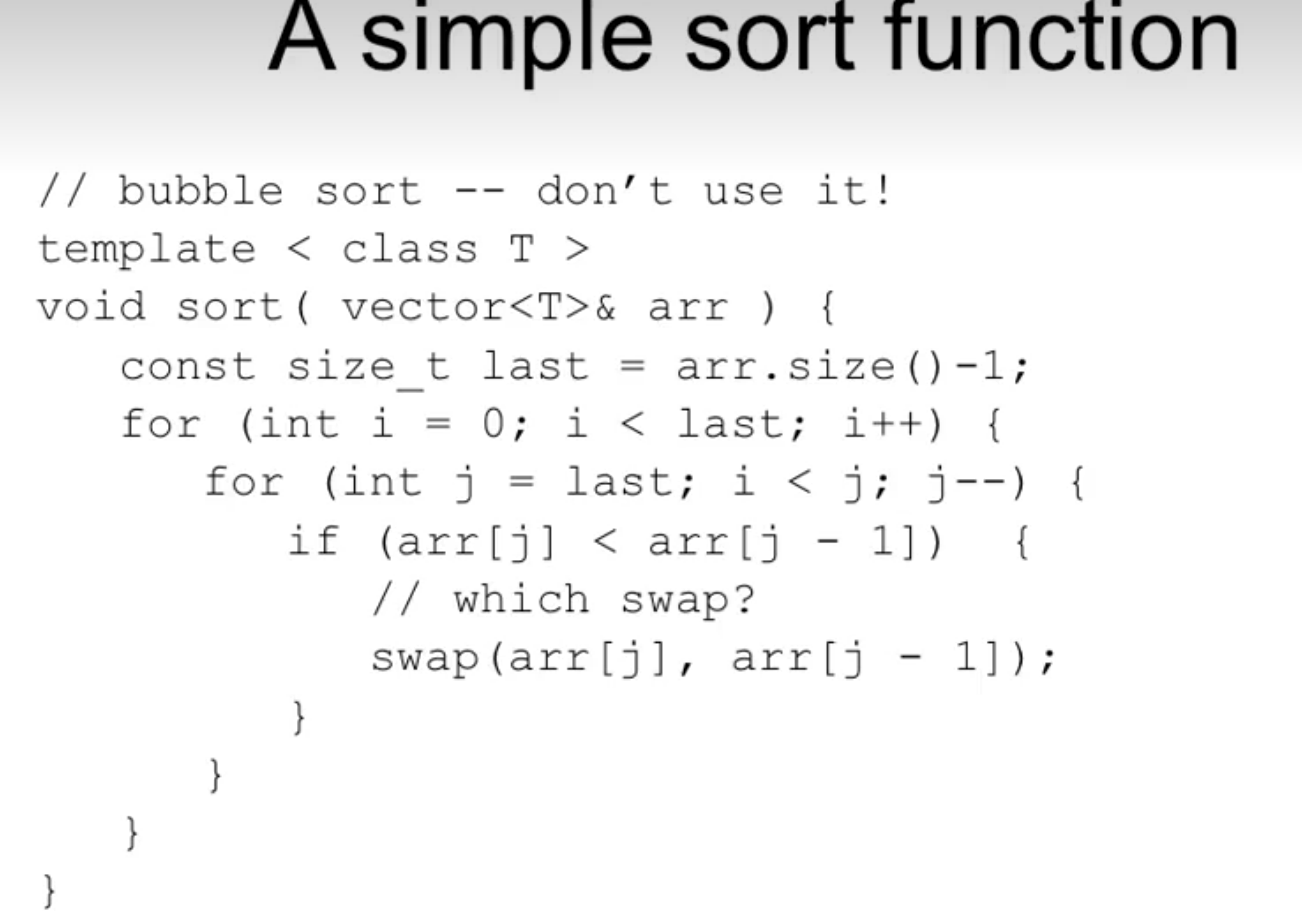 A simple sort function
// bubble sort -- don’t use it!
template < class T >
void sort( vector<T>& arr ) {
   const size_t last = arr.size()-1;
   for (int i = 0; i < last; i++) {
      for (int j = last; i < j; j--) {
         if (arr[j] < arr[j - 1])  {
            // which swap?
            swap(arr[j], arr[j - 1]);
         }
      }
   }
}